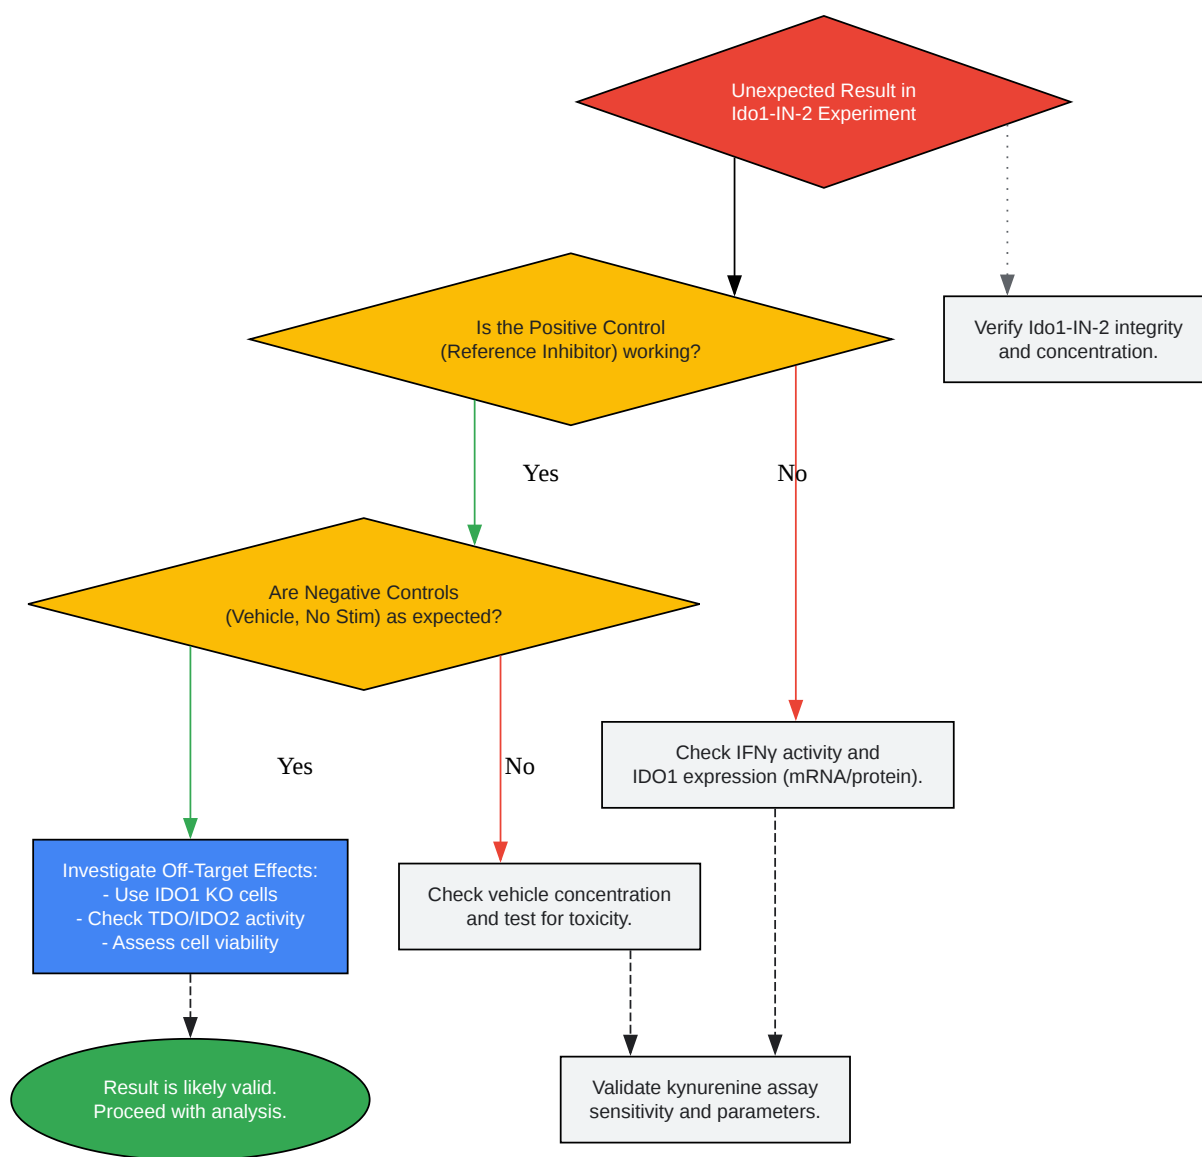 Unexpected Result in
Ido1-IN-2 Experiment
Is the Positive Control
(Reference Inhibitor) working?
Verify Ido1-IN-2 integrity
and concentration.
Yes
No
Are Negative Controls
(Vehicle, No Stim) as expected?
Yes
No
Check IFNγ activity and
IDO1 expression (mRNA/protein).
Investigate Off-Target Effects:
- Use IDO1 KO cells
- Check TDO/IDO2 activity
- Assess cell viability
Check vehicle concentration
and test for toxicity.
Result is likely valid.
Proceed with analysis.
Validate kynurenine assay
sensitivity and parameters.